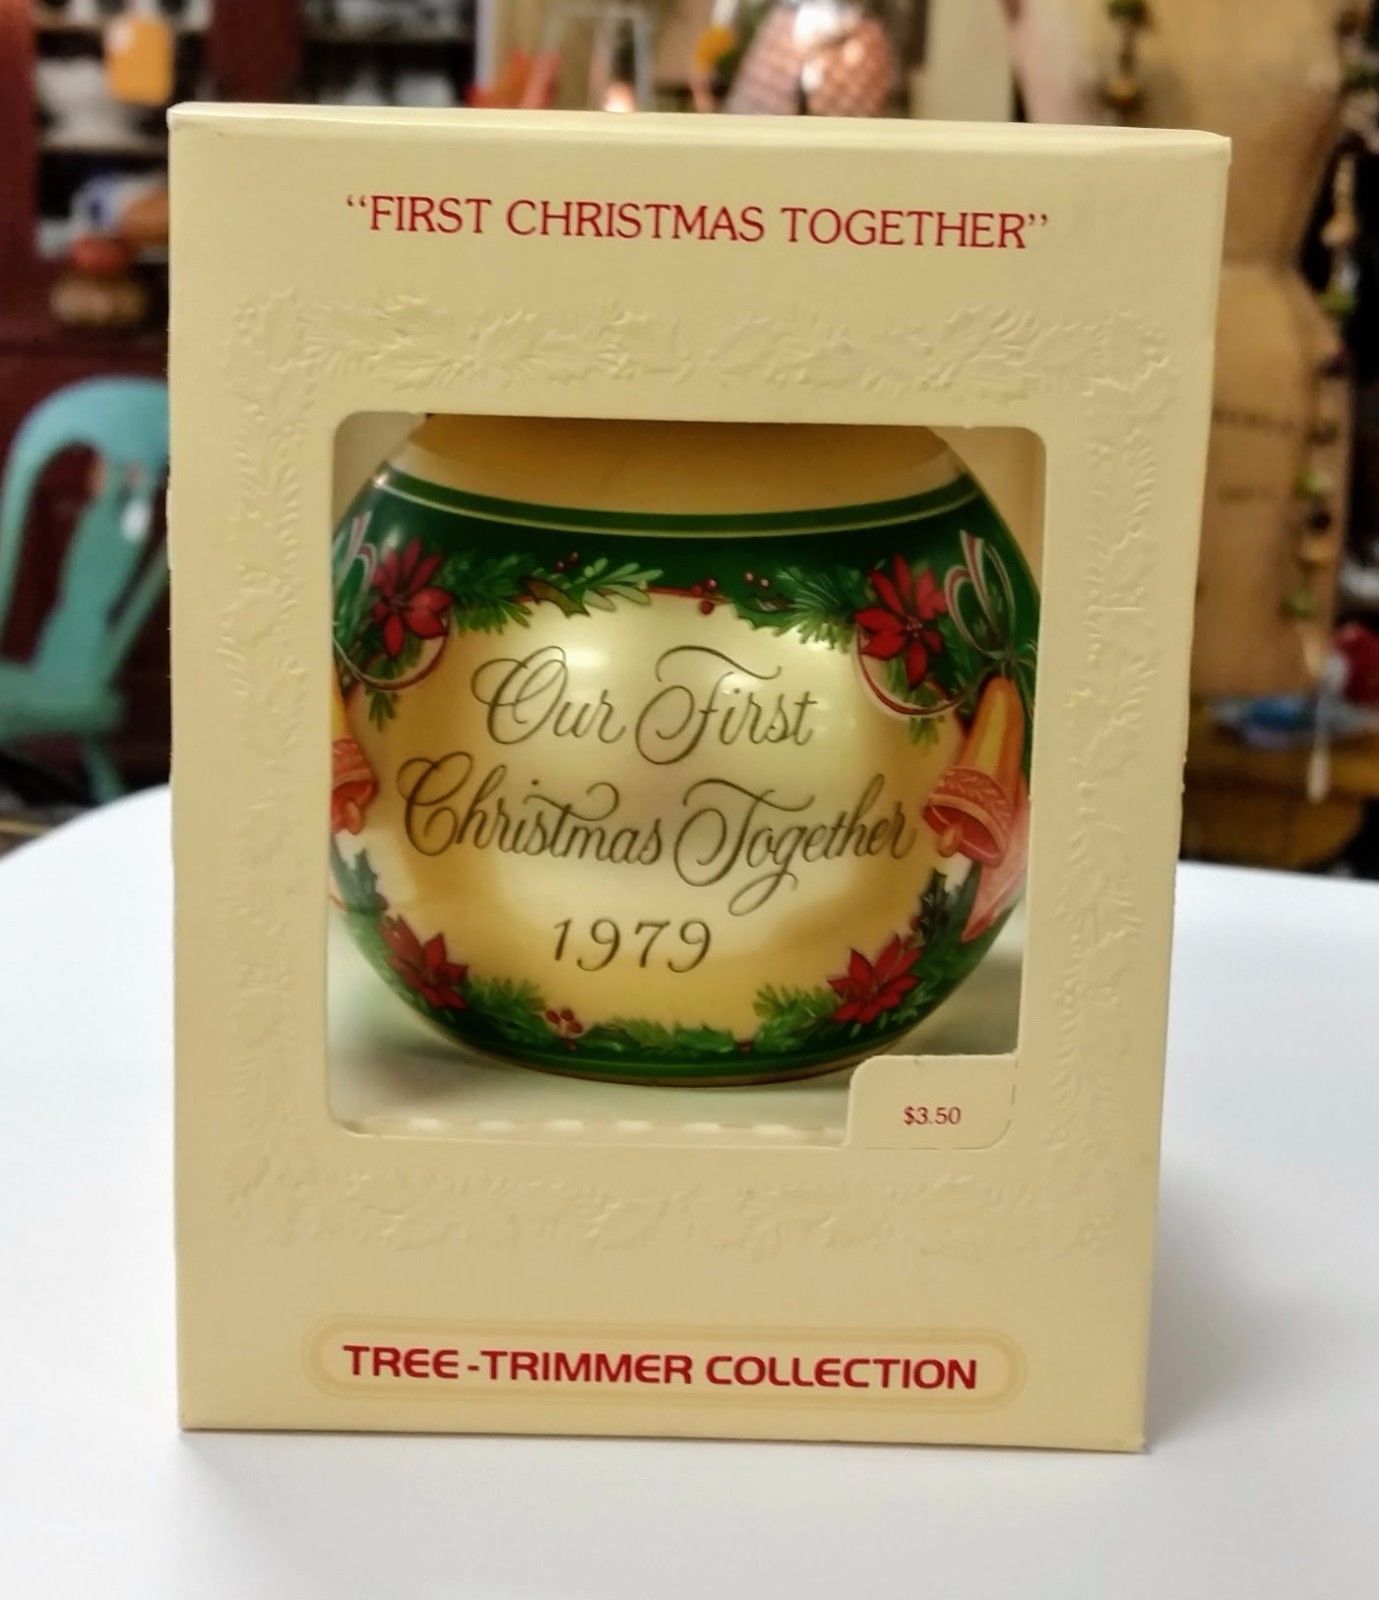 “FIRST CHRISTMAS TOGETHER”
Our First
Christmas Together
1979
$3.50
TREE-TRIMMER COLLECTION